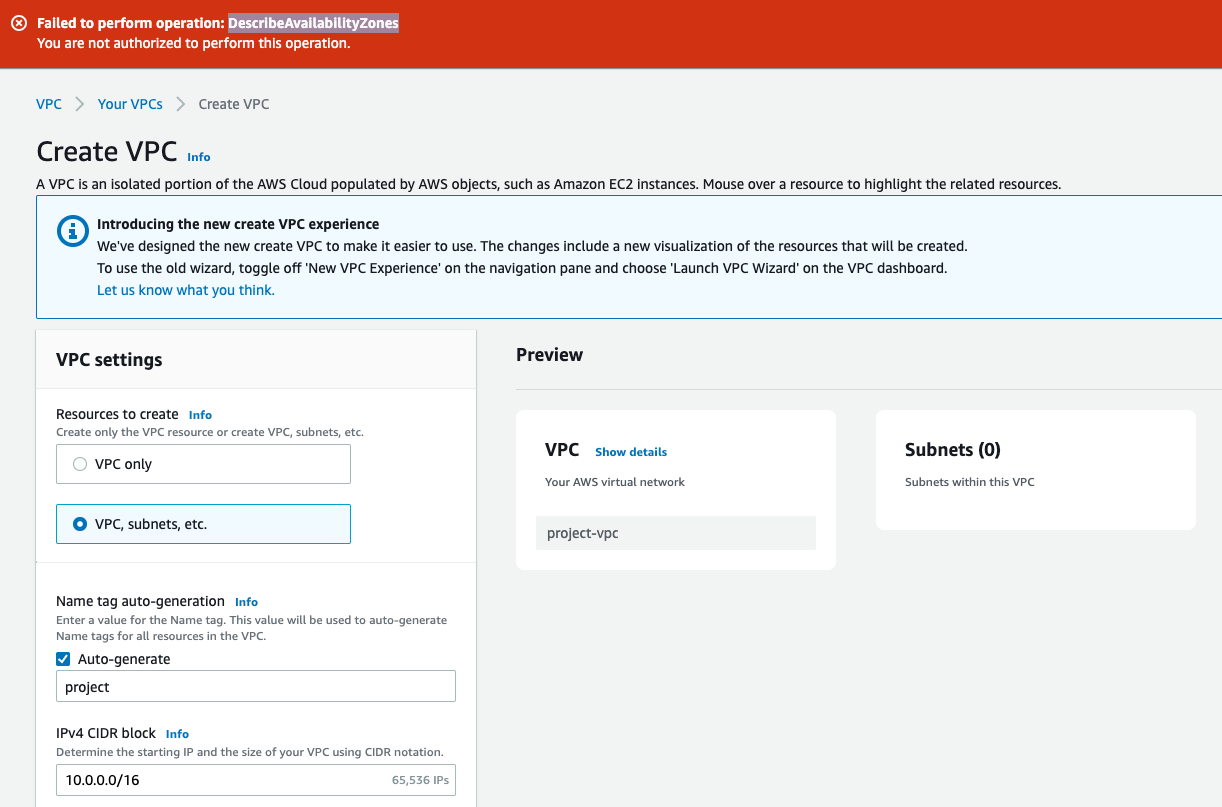 Failed to perform operation: DescribeAvailabilityZones
You are not authorized to perform this operation.
VPC
Your VPCs
Create VPC
Create VPC Info
A VPC is an isolated portion of the AWS Cloud populated by AWS objects, such as Amazon EC2 instances. Mouse over a resource to highlight the related resources.
Introducing the new create VPC experience
We've designed the new create VPC to make it easier to use. The changes include a new visualization of the resources that will be created.
To use the old wizard, toggle off 'New VPC Experience' on the navigation pane and choose 'Launch VPC Wizard' on the VPC dashboard.
Let us know what you think.
VPC settings
Resources to create Info
Create only the VPC resource or create VPC, subnets, etc.
VPC only
VPC, subnets, etc.
Name tag auto-generation Info
Enter a value for the Name tag. This value will be used to auto-generate
Name tags for all resources in the VPC.
Auto-generate
project
IPv4 CIDR block Info
Determine the starting IP and the size of your VPC using CIDR notation.
10.0.0.0/16 65,536 IPs
Preview
VPC Show details
Your AWS virtual network
project-vpc
Subnets (0)
Subnets within this VPC